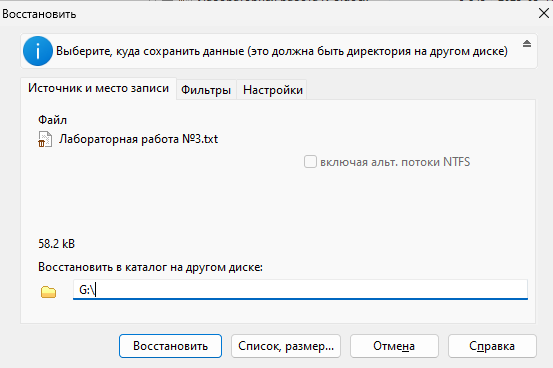 Восстановить
Выберите, куда сохранить данные (это должна быть директория на другом диске)
Источник и место записи
Фильтры
Настройки
Файл
Лабораторная работа №3.txt
включая альт. потоки NTFS
58.2 kB
Восстановить в каталог на другом диске:
G:\
Восстановить
Список, размер...
Отмена
Справка